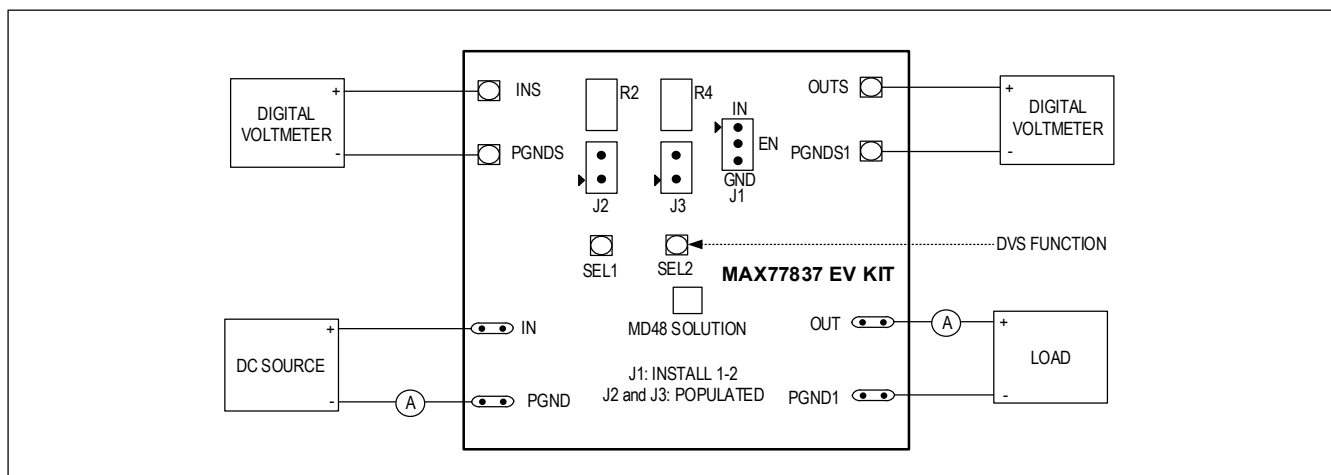 +
DIGITAL
VOLTMETER
-
INS
PGNDS
R2
R4
IN
EN
GND
J1
J2
J3
OUTS
PGNDS1
+
DIGITAL
VOLTMETER
-
SEL1
SEL2
DVS FUNCTION
MAX77837 EV KIT
MD48 SOLUTION
+
DC SOURCE
-
A
IN
PGND
J1: INSTALL 1-2
J2 and J3: POPULATED
OUT
PGND1
A
+
LOAD
-